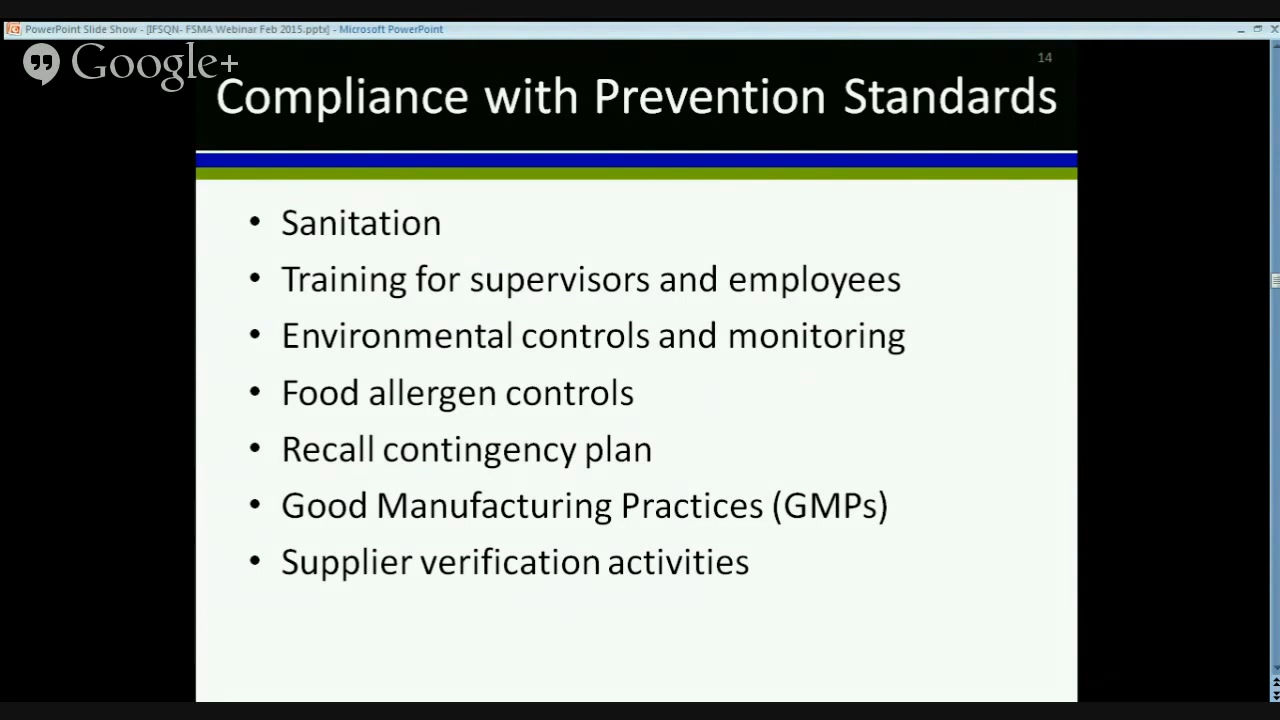 PowerPoint Slide Show - [IFSQN- FSMA Webinar Feb 2015.pptx] - Microsoft PowerPoint
Google+
14
Compliance with Prevention Standards
• Sanitation
• Training for supervisors and employees
• Environmental controls and monitoring
• Food allergen controls
• Recall contingency plan
• Good Manufacturing Practices (GMPs)
• Supplier verification activities